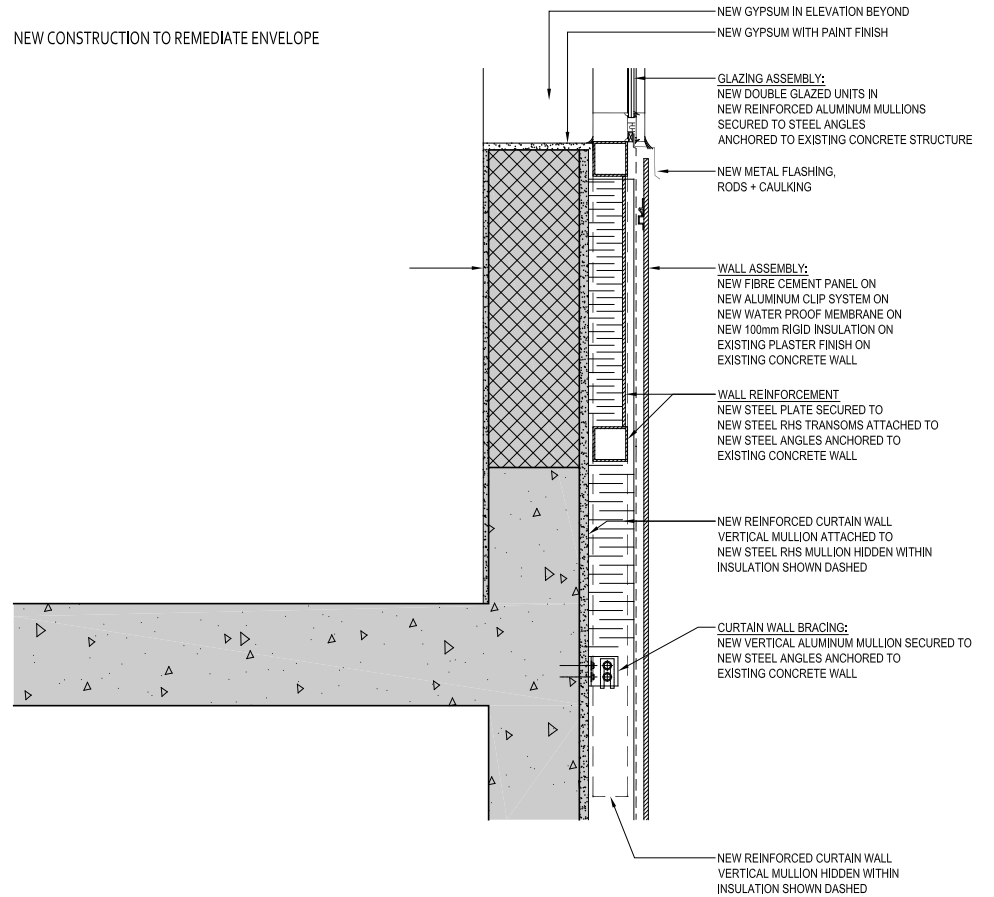 NEW CONSTRUCTION TO REMEDIATE ENVELOPE
NEW GYPSUM IN ELEVATION BEYOND
NEW GYPSUM WITH PAINT FINISH
GLAZING ASSEMBLY:
NEW DOUBLE GLAZED UNITS IN
NEW REINFORCED ALUMINUM MULLIONS
SECURED TO STEEL ANGLES
ANCHORED TO EXISTING CONCRETE STRUCTURE
NEW METAL FLASHING,
RODS + CAULKING
WALL ASSEMBLY:
NEW FIBRE CEMENT PANEL ON
NEW ALUMINUM CLIP SYSTEM ON
NEW WATER PROOF MEMBRANE ON
NEW 100mm RIGID INSULATION ON
EXISTING PLASTER FINISH ON
EXISTING CONCRETE WALL
WALL REINFORCEMENT
NEW STEEL PLATE SECURED TO
NEW STEEL RHS TRANSOMS ATTACHED TO
NEW STEEL ANGLES ANCHORED TO
EXISTING CONCRETE WALL
NEW REINFORCED CURTAIN WALL
VERTICAL MULLION ATTACHED TO
NEW STEEL RHS MULLION HIDDEN WITHIN
INSULATION SHOWN DASHED
CURTAIN WALL BRACING:
NEW VERTICAL ALUMINUM MULLION SECURED TO
NEW STEEL ANGLES ANCHORED TO
EXISTING CONCRETE WALL
NEW REINFORCED CURTAIN WALL
VERTICAL MULLION HIDDEN WITHIN
INSULATION SHOWN DASHED